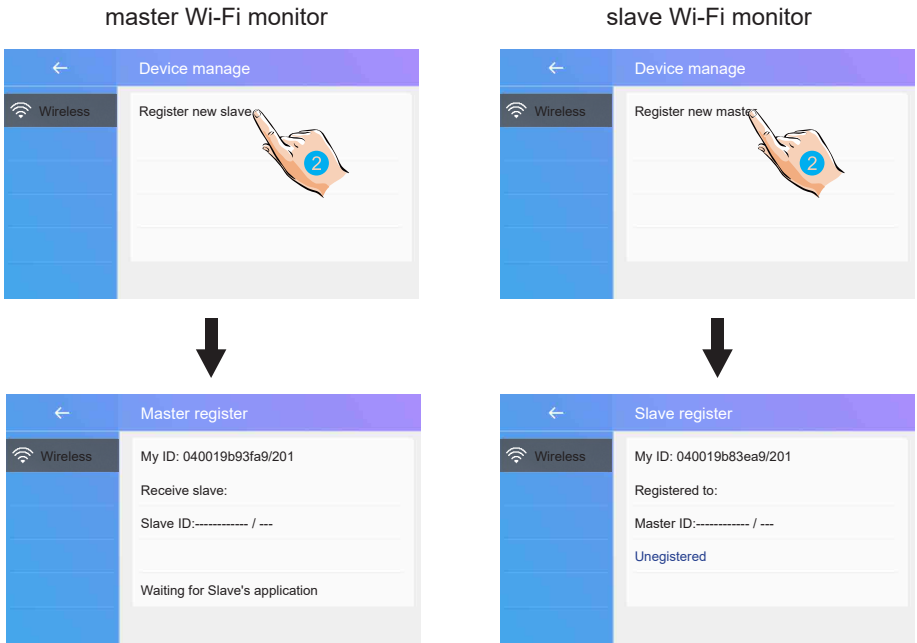 master Wi-Fi monitor
Device manage
Wireless
Register new slave
2
slave Wi-Fi monitor
Device manage
Wireless
Register new master
2
Master register
Wireless
My ID: 040019b93fa9/201
Receive slave:
Slave ID:------------ / ---
Waiting for Slave's application
Slave register
Wireless
My ID: 040019b83ea9/201
Registered to:
Master ID:------------ / ---
Unegistered